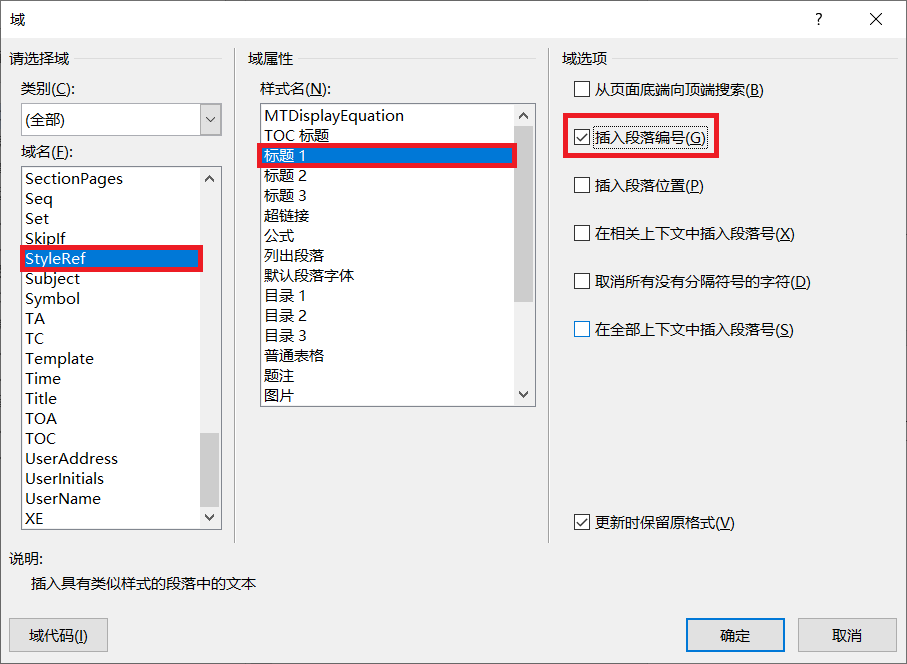 域
?
请选择域
类别(C):
(全部)
域名(F):
SectionPages
Seq
Set
SkipIf
StyleRef
Subject
Symbol
TA
TC
Template
Time
Title
TOA
TOC
UserAddress
UserInitials
UserName
XE
域属性
样式名(N):
MTDisplayEquation
TOC 标题
标题 1
标题 2
标题 3
超链接
公式
列出段落
默认段落字体
目录 1
目录 2
目录 3
普通表格
题注
图片
域选项
从页面底端向顶端搜索(B)
插入段落编号(G)
插入段落位置(P)
在相关上下文中插入段落号(X)
取消所有没有分隔符号的字符(D)
在全部上下文中插入段落号(S)
更新时保留原格式(V)
说明:
插入具有类似样式的段落中的文本
域代码(I)
确定
取消